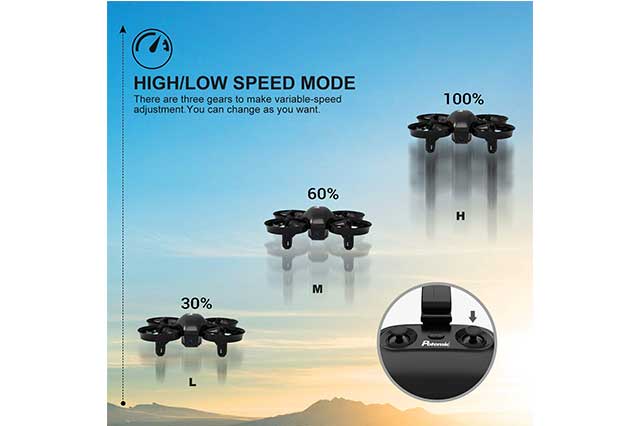 HIGH/LOW SPEED MODE
There are three gears to make variable-speed
adjustment.You can change as you want.
100%
H
60%
M
30%
L
Potensic